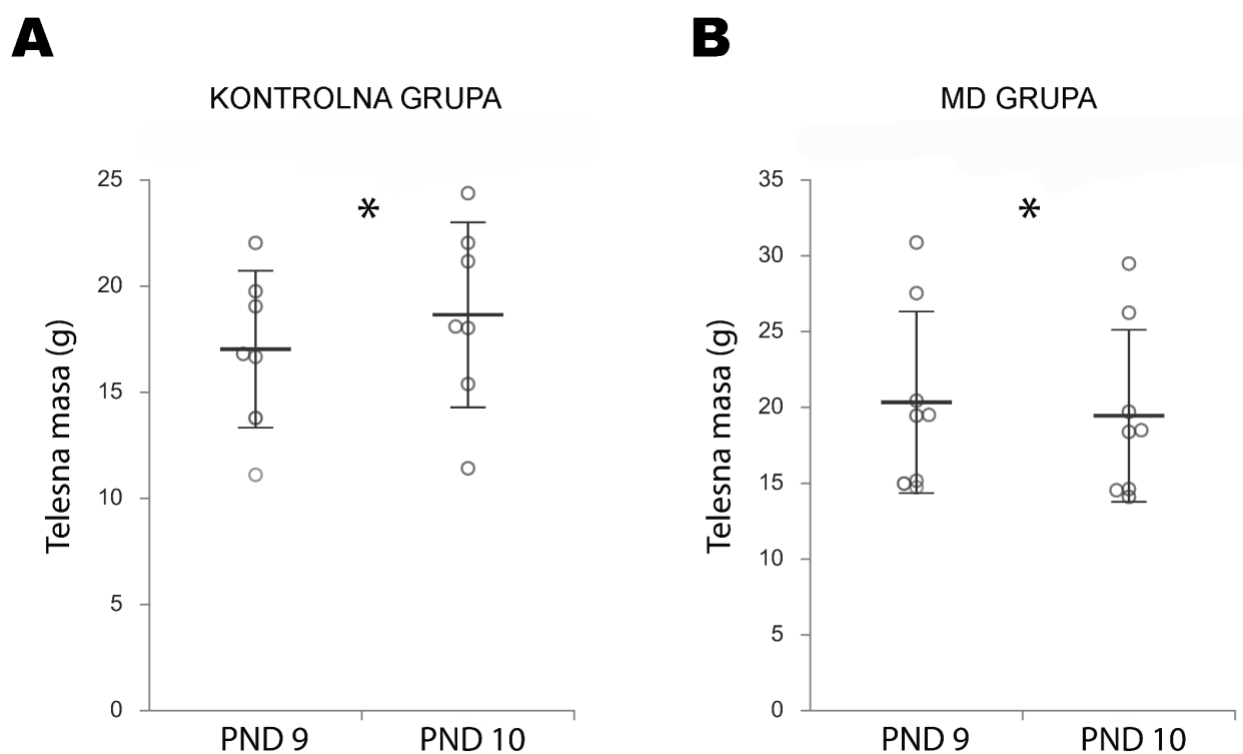 A
KONTROLNA GRUPA
*
Telesna masa (g)
25
20
15
10
5
0
PND 9
PND 10
B
MD GRUPA
*
Telesna masa (g)
35
30
25
20
15
10
5
0
PND 9
PND 10